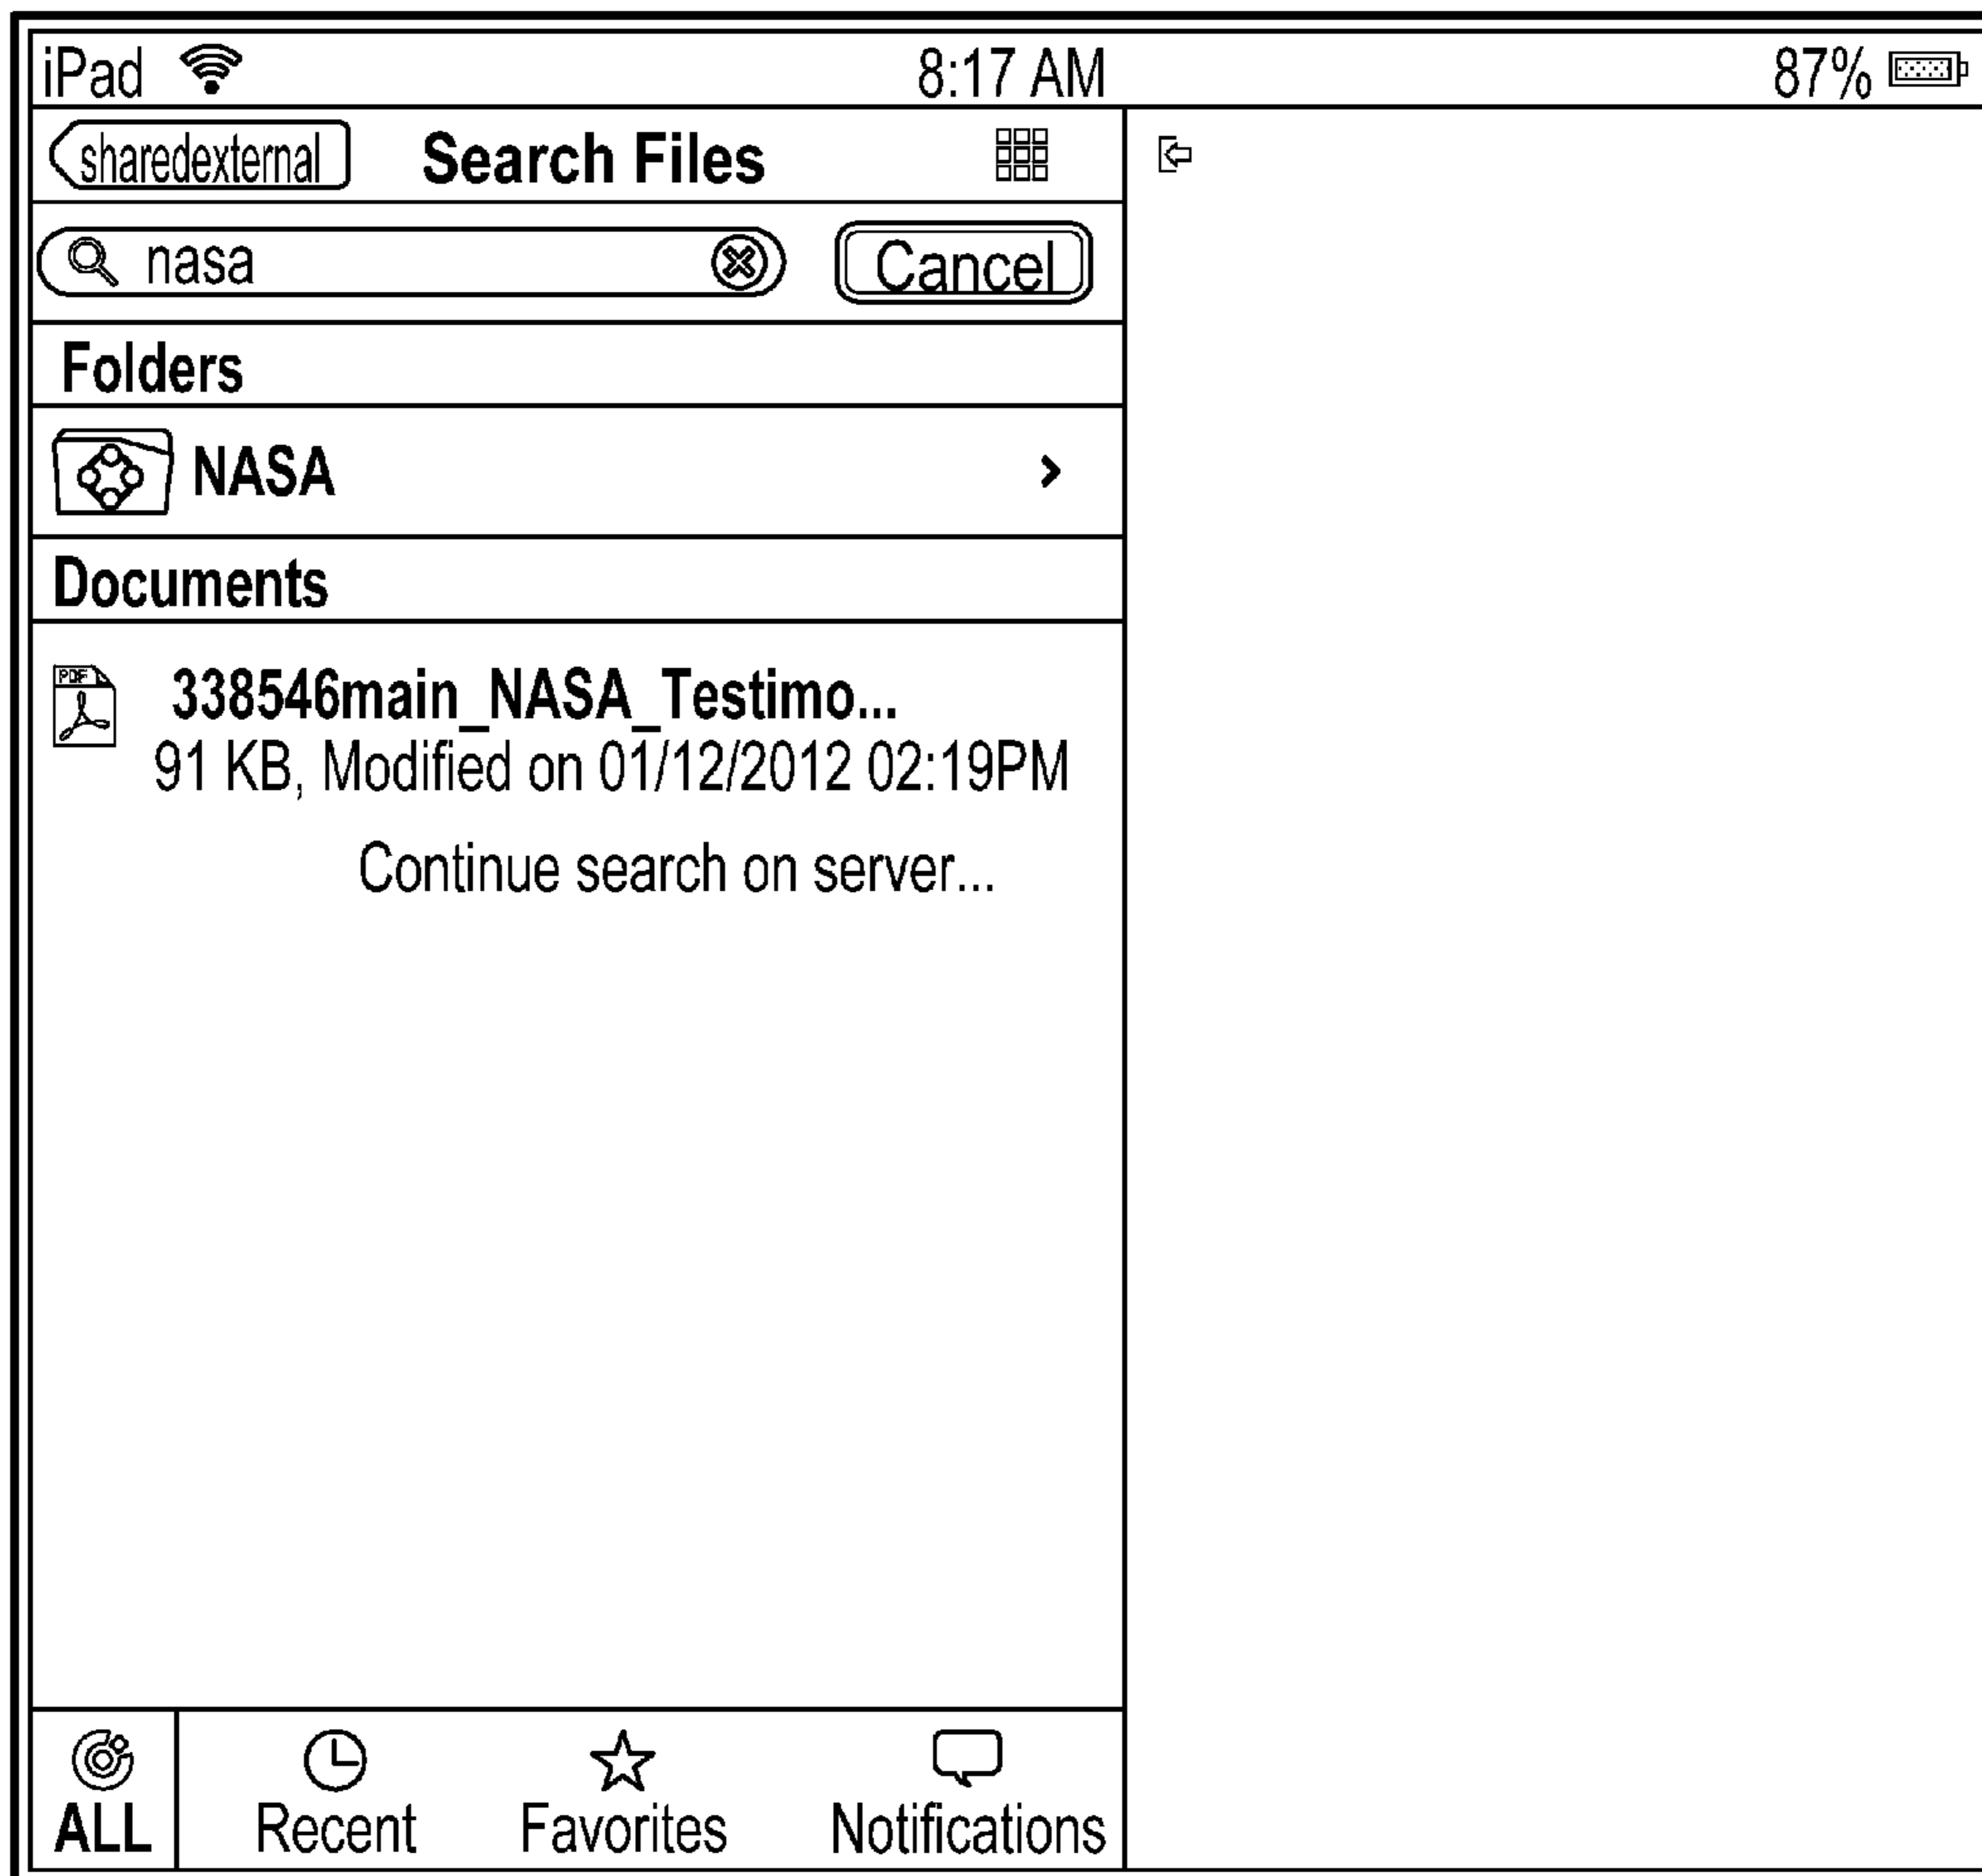 iPad 8:17 AM 87%
sharedexternal Search Files
nasa Cancel
Folders
NASA
Documents
PDF
338546main_NASA_Testimo...
91 KB, Modified on 01/12/2012 02:19PM
Continue search on server...
ALL Recent Favorites Notifications